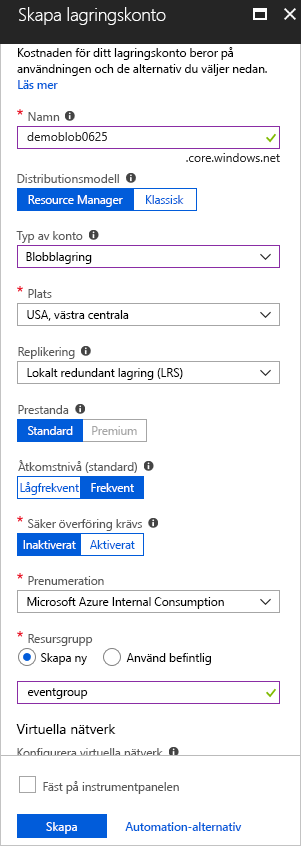 Skapa lagringskonto
Kostnaden för ditt lagringskonto beror på
användningen och de alternativ du väljer nedan.
Läs mer
* Namn
demoblob0625
.core.windows.net
Distributionsmodell
Resource Manager Klassisk
Typ av konto
Blobblagring
* Plats
USA, västra centrala
Replikering
Lokalt redundant lagring (LRS)
Prestanda
Standard Premium
Åtkomstnivå (standard)
Lågfrekvent Frekvent
* Säker överföring krävs
Inaktiverat Aktiverat
* Prenumeration
Microsoft Azure Internal Consumption
* Resursgrupp
Skapa ny Använd befintlig
eventgroup
Virtuella nätverk
Konfigurera virtuella nätverk
Fäst på instrumentpanelen
Skapa Automation-alternativ